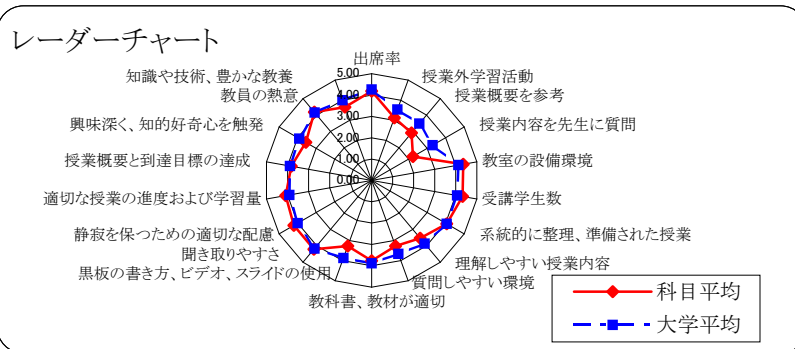 レーダーチャート
出席率
授業外学習活動
授業概要を参考
授業内容を先生に質問
教室の設備環境
受講学生数
系統的に整理、準備された授業
理解しやすい授業内容
質問しやすい環境
教科書、教材が適切
黒板の書き方、ビデオ、スライドの使用
聞き取りやすさ
静寂を保つための適切な配慮
適切な授業の進度および学習量
授業概要と到達目標の達成
興味深く、知的好奇心を触発
教員の熱意
知識や技術、豊かな教養
5.00
4.00
3.00
2.00
1.00
0.00
科目平均
大学平均